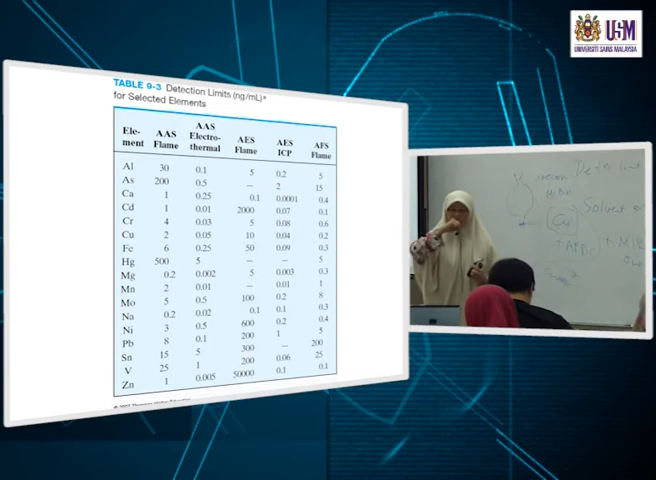 USM
UNIVERSITI SAINS MALAYSIA
TABLE 9-3 Detection Limits (ng/mL)ª
for Selected Elements
Ele- AAS AAS AES AES AFS
ment Flame Electro- Flame ICP Flame
thermal
Al 30 0.1 5 0.2 5
As 200 0.5 — 2 15
Ca 1 0.25 0.1 0.0001 0.4
Cd 1 0.01 2000 0.07 0.1
Cr 4 0.03 5 0.08 0.6
Cu 2 0.05 10 0.04 0.2
Fe 6 0.25 50 0.09 0.3
Hg 500 5 — — 5
Mg 0.2 0.002 5 0.003 0.3
Mn 2 0.01 — 0.01 1
Mo 5 0.5 100 0.2 8
Na 0.2 0.02 0.1 0.1 0.3
Ni 3 0.5 600 0.2 0.4
Pb 8 0.1 200 1 5
Sn 15 5 300 — 200
V 25 1 200 0.06 25
Zn 1 0.005 50000 0.1 0.1
Solvent
Cu
+ APDC